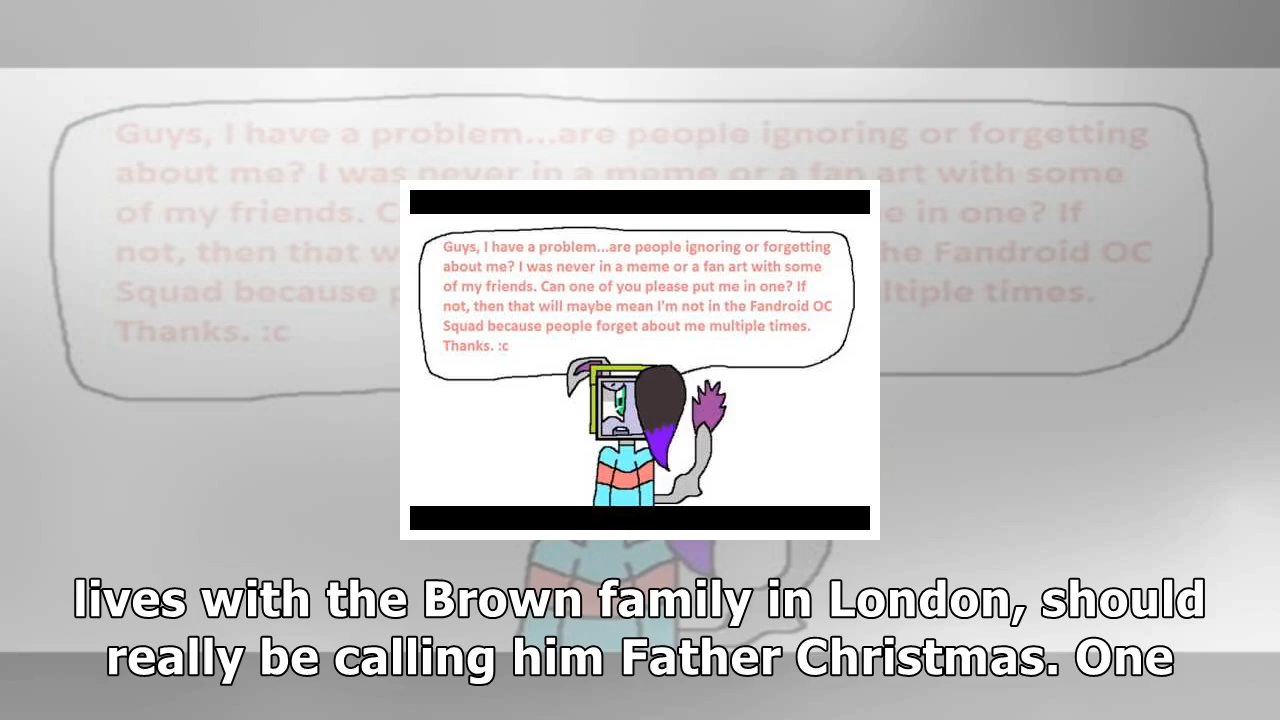 Guys, I have a problem...are people ignoring or forgetting
about me? I was never in a meme or a fan art with some
of my friends. Can one of you please put me in one? If
not, then that will maybe mean I'm not in the Fandroid OC
Squad because people forget about me multiple times.
Thanks. :c
lives with the Brown family in London, should
really be calling him Father Christmas. One